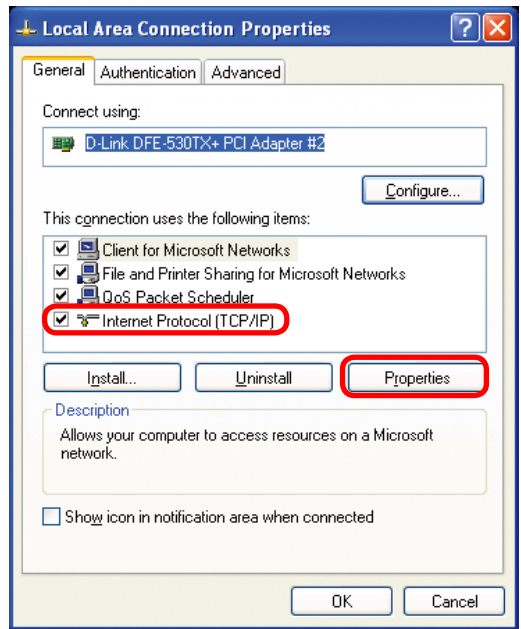 Local Area Connection Properties
General Authentication Advanced
Connect using:
D-Link DFE-530TX+ PCI Adapter #2
Configure...
This connection uses the following items:
Client for Microsoft Networks
File and Printer Sharing for Microsoft Networks
QoS Packet Scheduler
Internet Protocol (TCP/IP)
Install... Uninstall Properties
Description
Allows your computer to access resources on a Microsoft
network.
Show icon in notification area when connected
OK Cancel